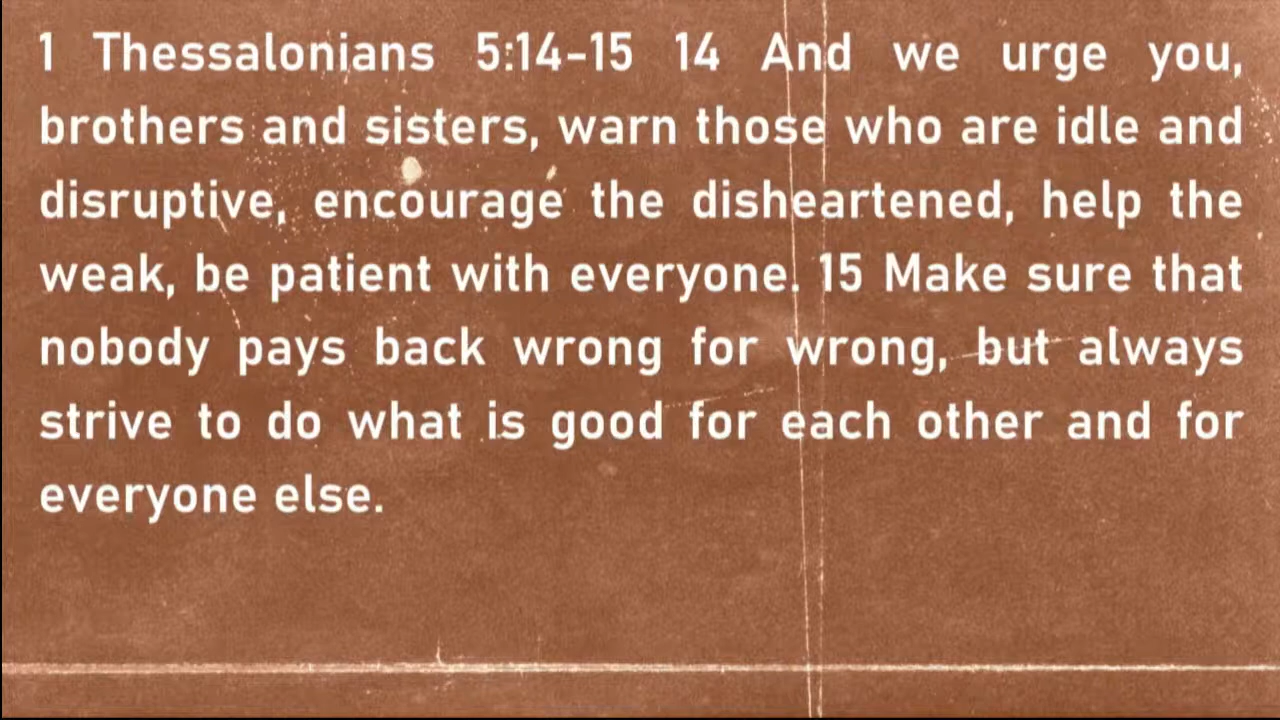 1 Thessalonians 5:14-15 14 And we urge you,
brothers and sisters, warn those who are idle and
disruptive, encourage the disheartened, help the
weak, be patient with everyone. 15 Make sure that
nobody pays back wrong for wrong, but always
strive to do what is good for each other and for
everyone else.